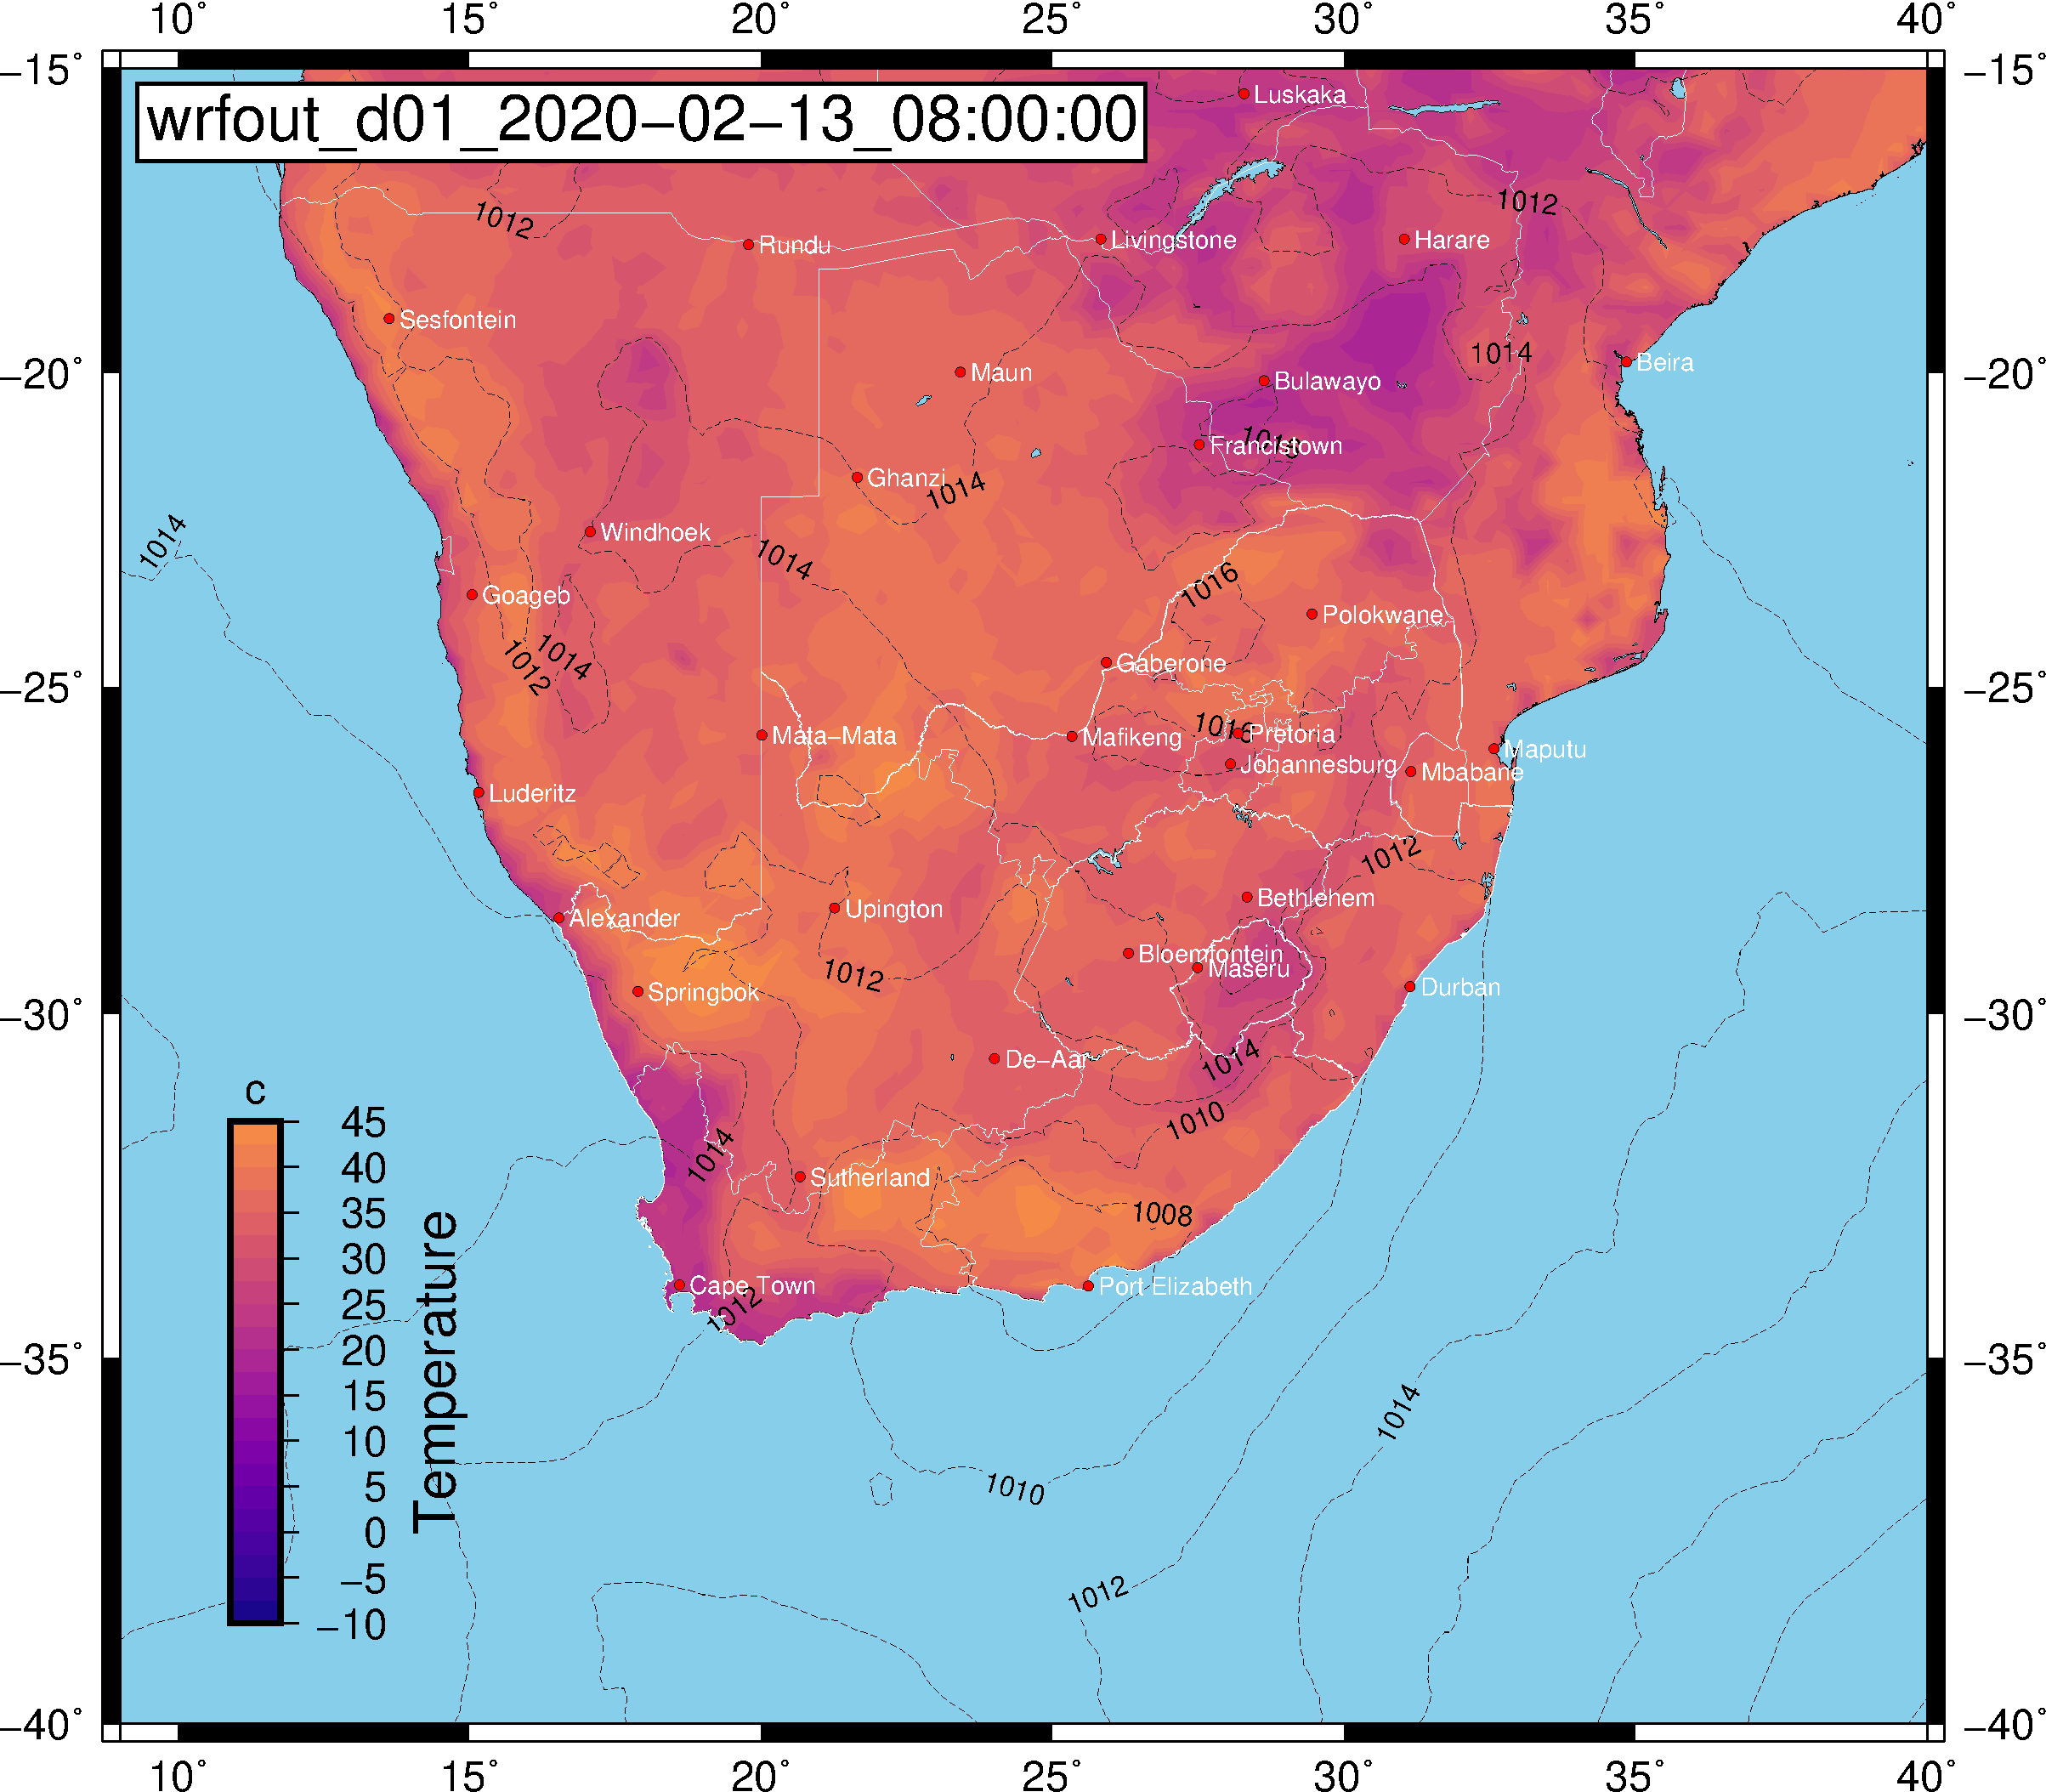 10° 15° 20° 25° 30° 35° 40°
−15° −15°
wrfout_d01_2020−02−13_08:00:00
Luskaka
1012
1012
Rundu
Livingstone
Harare
Sesfontein
1014
Beira
−20° −20°
Maun
Bulawayo
Francistown
Ghanzi
1014
1014
Windhoek
1014
1016
Goageb
Polokwane
1014
1012
Gaberone
−25° −25°
1016
Mata−Mata
Mafikeng
Pretoria
Maputu
Johannesburg
Mbabane
Luderitz
1012
Bethlehem
Alexander
Upington
Bloemfontein
Maseru
1012
Springbok
Durban
−30° −30°
De−Aar
1014
1010
1014
Sutherland
1008
Cape Town
Port Elizabeth
1012
−35° −35°
1014
1010
1012
c
45
40
35
30
25
20
15
10
5
0
−5
−10
Temperature
−40° −40°
10° 15° 20° 25° 30° 35° 40°